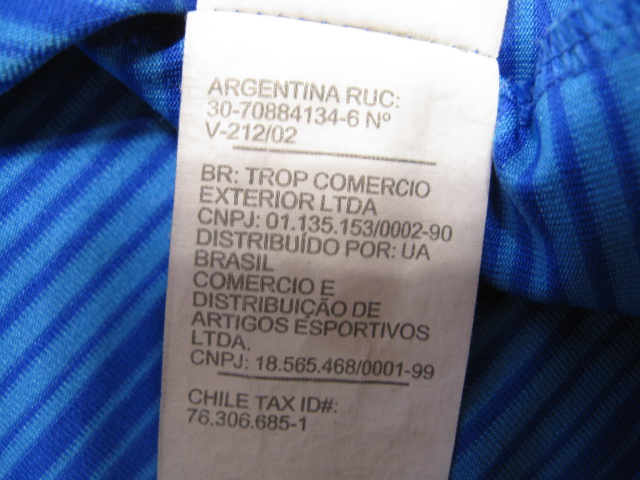 ARGENTINA RUC:
30-70884134-6 Nº
V-212/02
BR: TROP COMERCIO
EXTERIOR LTDA
CNPJ: 01.135.153/0002-90
DISTRIBUÍDO POR: UA
BRASIL
COMERCIO E
DISTRIBUIÇÃO DE
ARTIGOS ESPORTIVOS
LTDA.
CNPJ: 18.565.468/0001-99
CHILE TAX ID#:
76.306.685-1